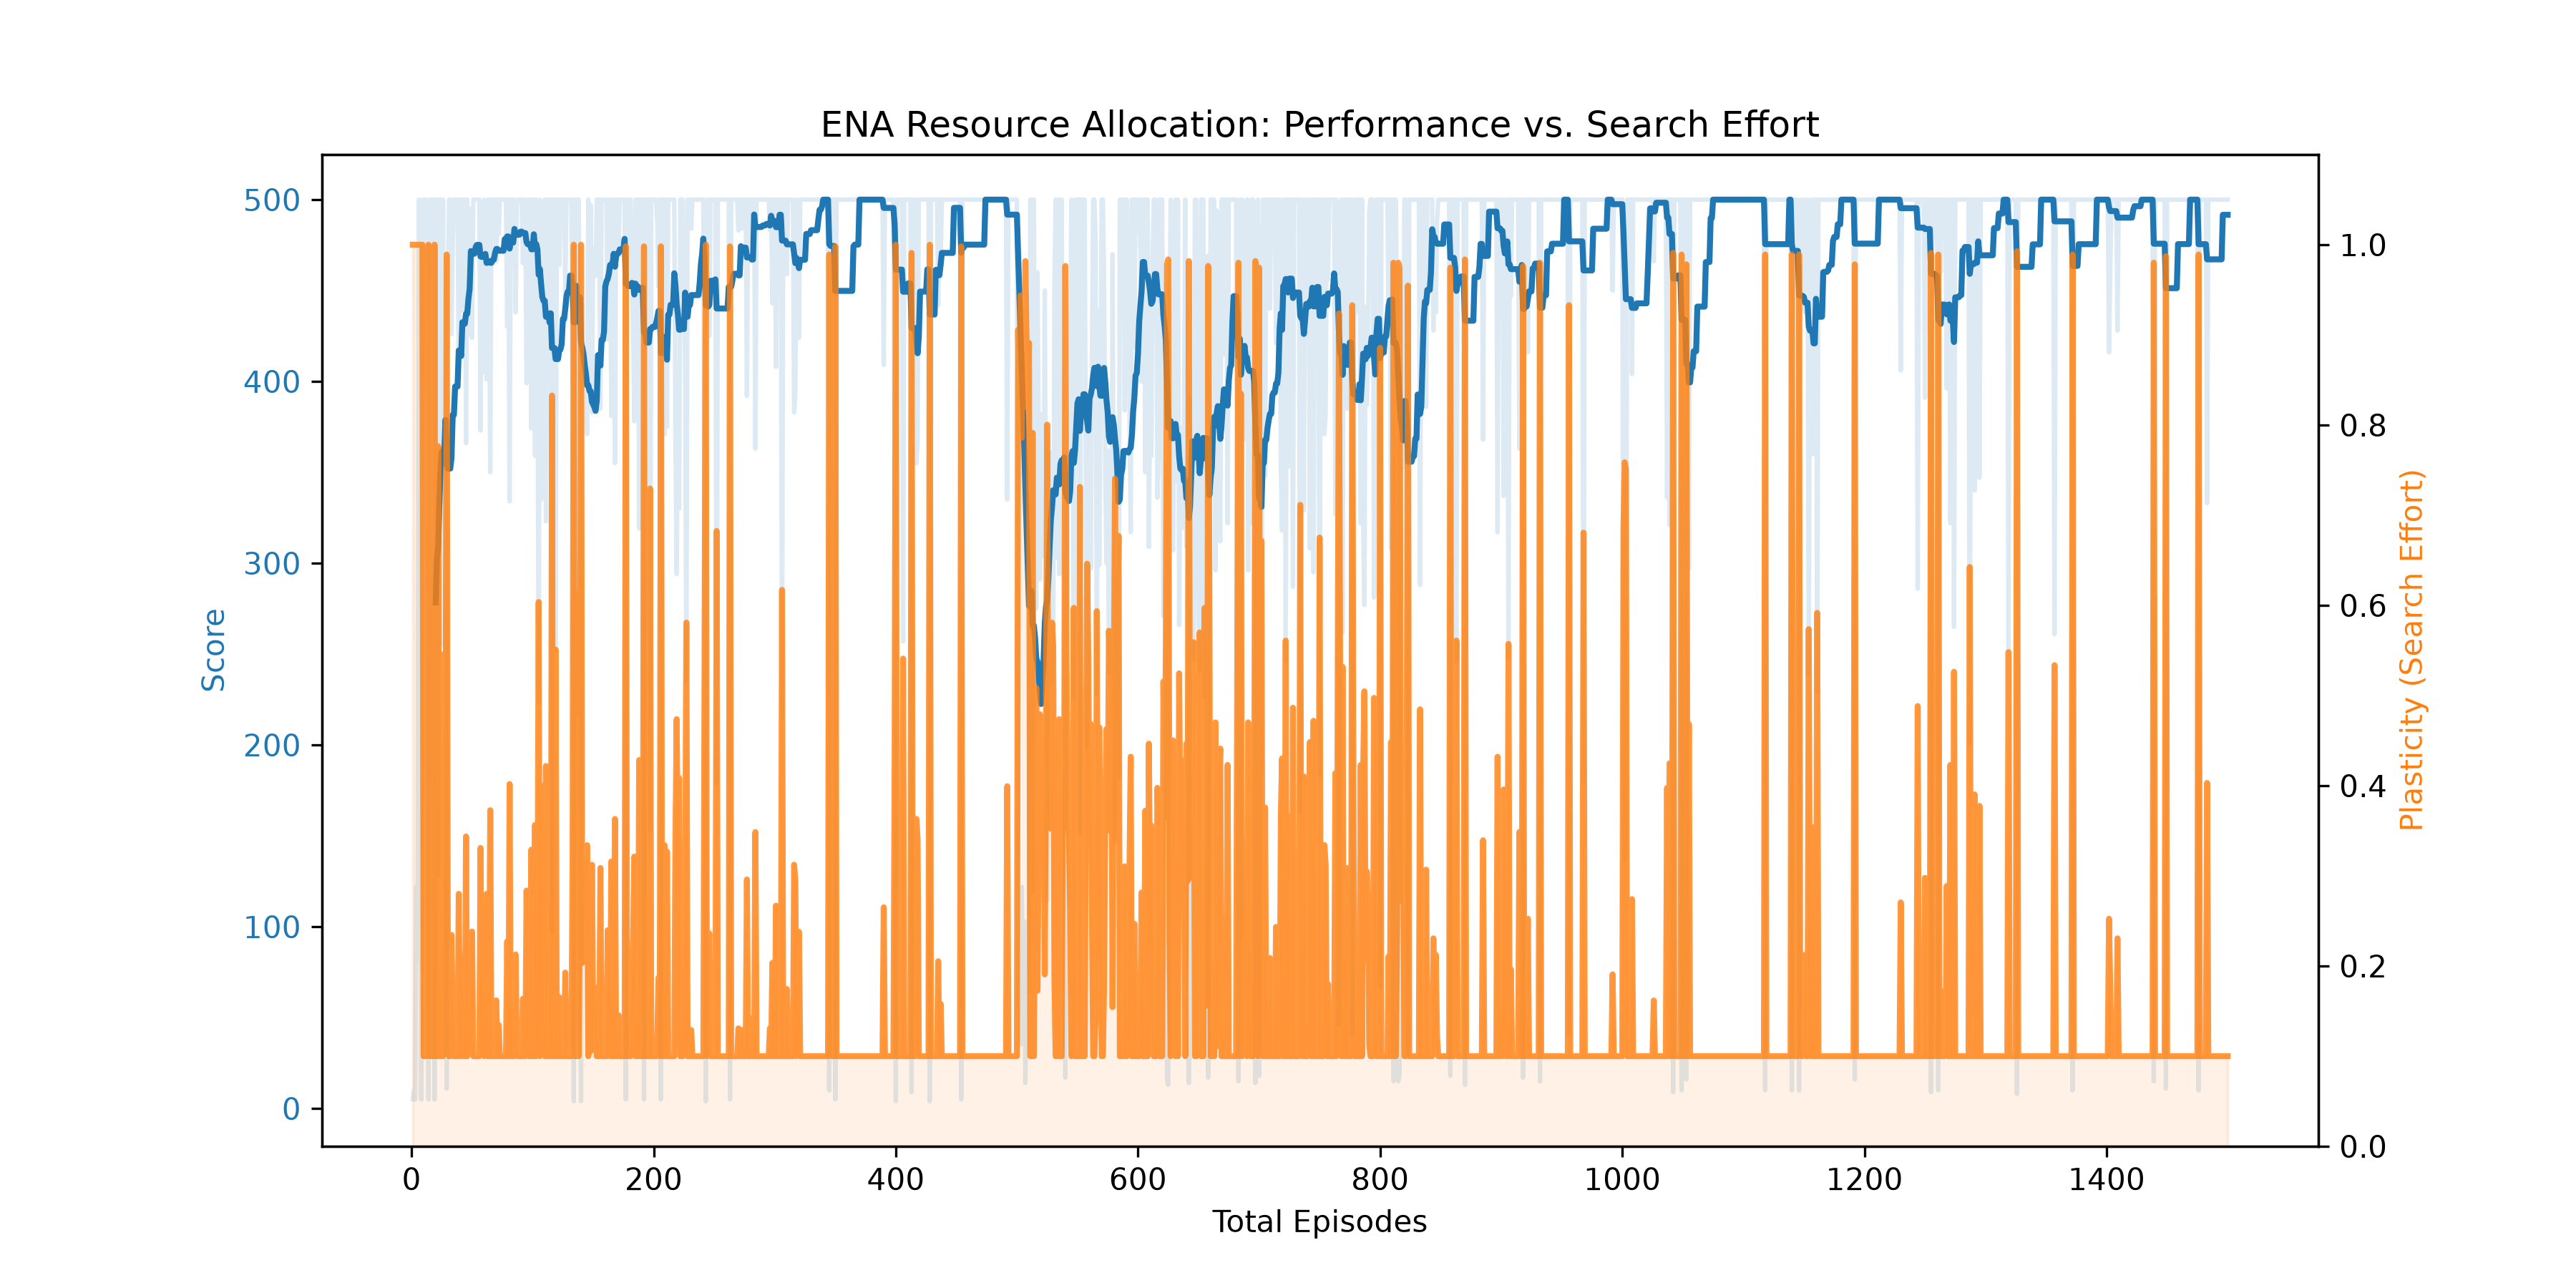 ENA Resource Allocation: Performance vs. Search Effort
500
400
300
200
100
0
Score
1.0
0.8
0.6
0.4
0.2
0.0
Plasticity (Search Effort)
0 200 400 600 800 1000 1200 1400
Total Episodes